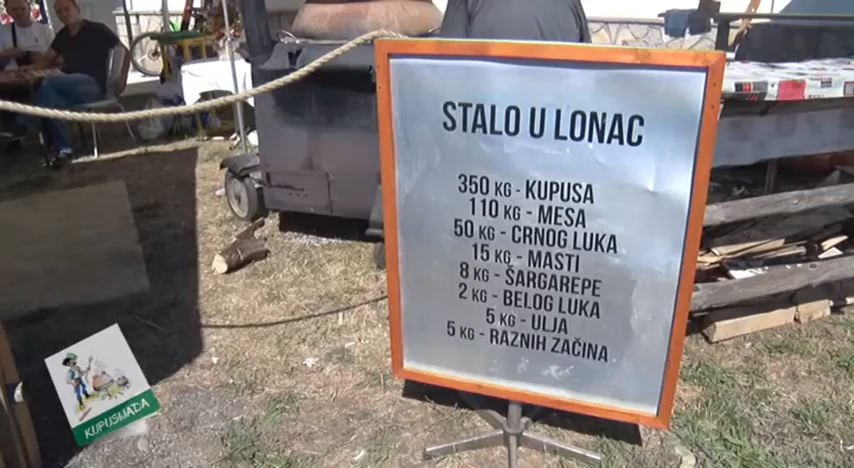 STALO U LONAC
350 KG - KUPUSA
110 KG - MESA
50 KG - CRNOG LUKA
15 KG - MASTI
8 KG - ŠARGAREPE
2 KG - BELOG LUKA
5 KG - ULJA
5 KG - RAZNIH ZAČINA
KUPUSIJADA